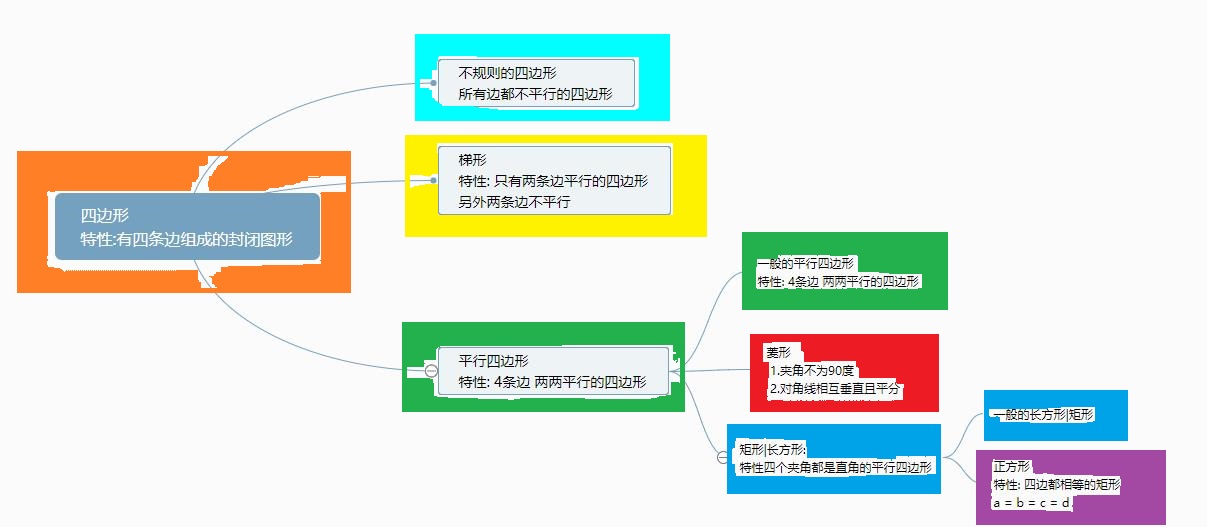 不规则的四边形
所有边都不平行的四边形
梯形
特性: 只有两条边平行的四边形
另外两条边不平行
四边形
特性:有四条边组成的封闭图形
平行四边形
特性: 4条边 两两平行的四边形
一般的平行四边形
特性: 4条边 两两平行的四边形
菱形
1.夹角不为90度
2.对角线相互垂直且平分
矩形|长方形:
特性四个夹角都是直角的平行四边形
一般的长方形|矩形
正方形
特性: 四边都相等的矩形
a = b = c = d